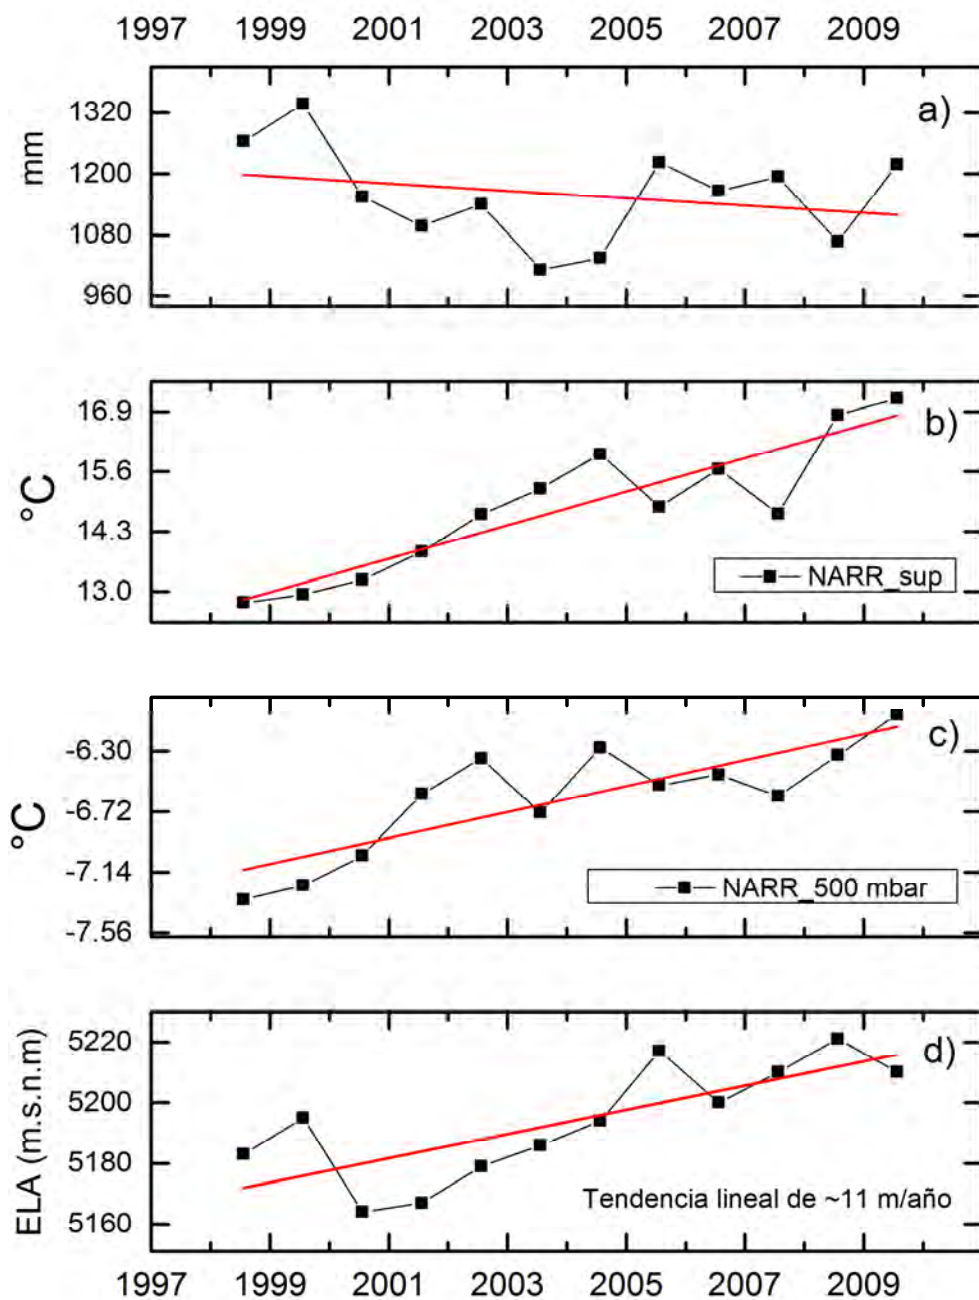 1997 1999 2001 2003 2005 2007 2009
a)
mm
1320
1200
1080
960
b)
°C
16.9
15.6
14.3
13.0
NARR_sup
c)
°C
-6.30
-6.72
-7.14
-7.56
NARR_500 mbar
d)
ELA (m.s.n.m)
5220
5200
5180
5160
Tendencia lineal de ~11 m/año
1997 1999 2001 2003 2005 2007 2009